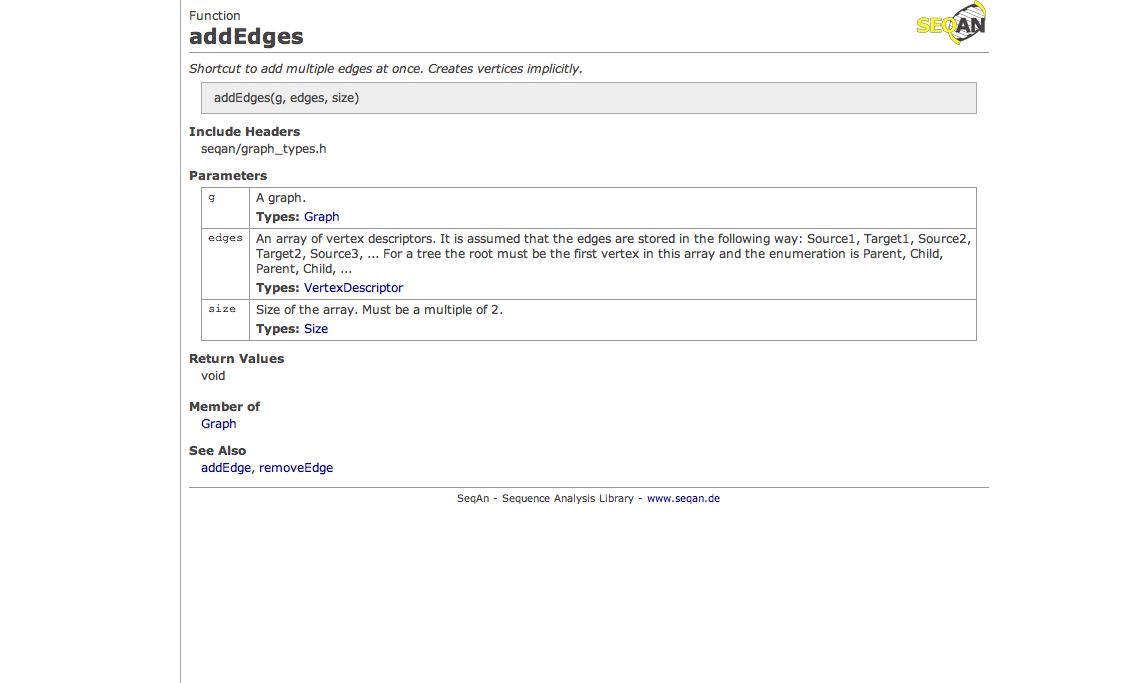 Function
SEQAN
addEdges
Shortcut to add multiple edges at once. Creates vertices implicitly.
addEdges(g, edges, size)
Include Headers
seqan/graph_types.h
Parameters
g
A graph.
Types: Graph
edges
An array of vertex descriptors. It is assumed that the edges are stored in the following way: Source1, Target1, Source2,
Target2, Source3, ... For a tree the root must be the first vertex in this array and the enumeration is Parent, Child,
Parent, Child, ...
Types: VertexDescriptor
size
Size of the array. Must be a multiple of 2.
Types: Size
Return Values
void
Member of
Graph
See Also
addEdge, removeEdge
SeqAn - Sequence Analysis Library - www.seqan.de